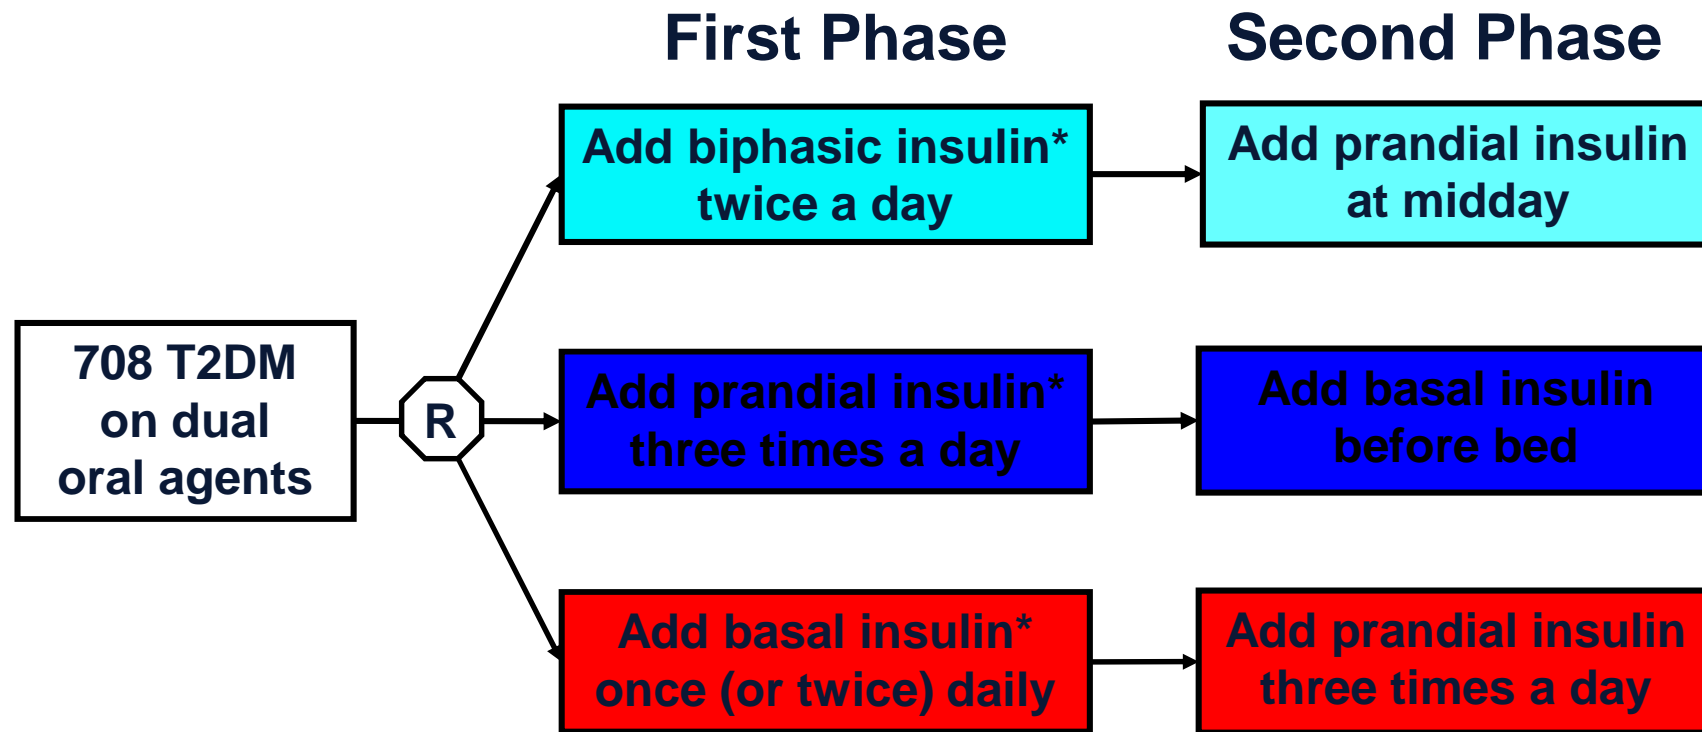 First Phase
Second Phase
708 T2DM
on dual
oral agents
R
Add biphasic insulin*
twice a day
Add prandial insulin
at midday
Add prandial insulin*
three times a day
Add basal insulin
before bed
Add basal insulin*
once (or twice) daily
Add prandial insulin
three times a day